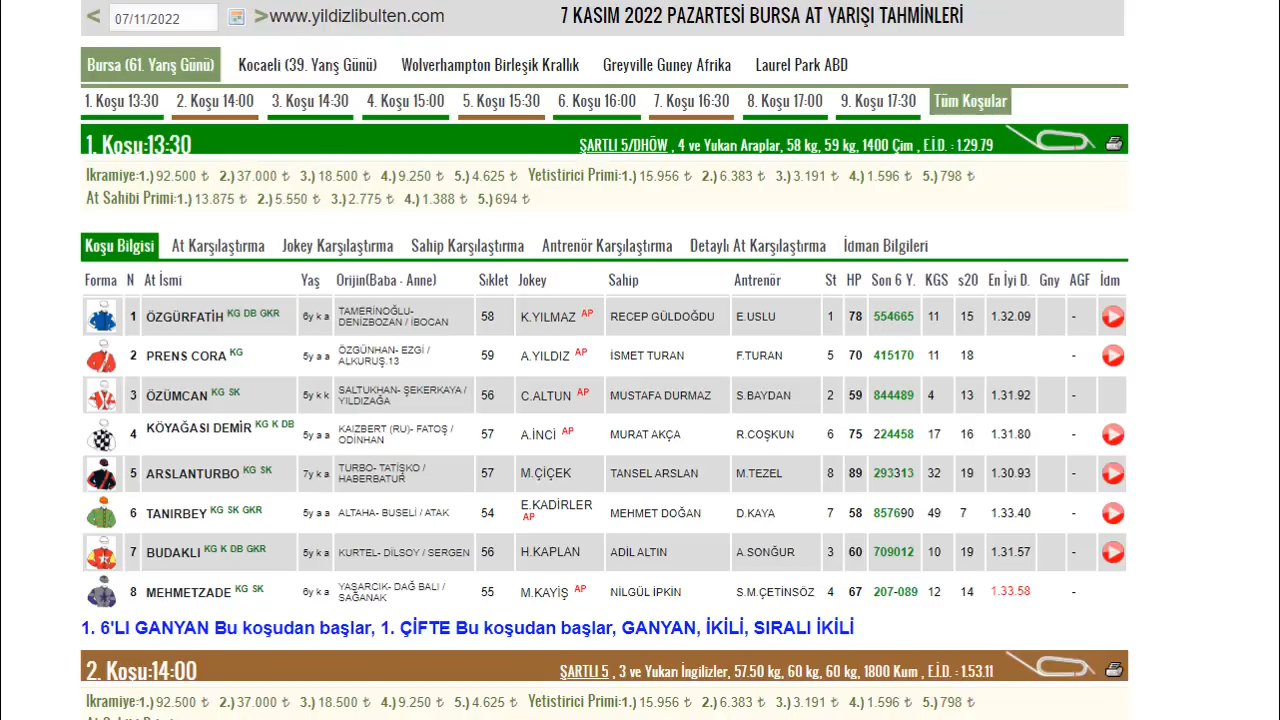 < 07/11/2022 >www.yildizlibulten.com 7 KASIM 2022 PAZARTESİ BURSA AT YARIŞI TAHMİNLERİ
Bursa (61. Yarış Günü) Kocaeli (39. Yarış Günü) Wolverhampton Birleşik Krallık Greyville Guney Afrika Laurel Park ABD
1. Koşu 13:30 2. Koşu 14:00 3. Koşu 14:30 4. Koşu 15:00 5. Koşu 15:30 6. Koşu 16:00 7. Koşu 16:30 8. Koşu 17:00 9. Koşu 17:30 Tüm Koşular
1. Koşu:13:30 ŞARTLI 5/DHÖW , 4 ve Yukarı Araplar, 58 kg, 59 kg, 1400 Çim , E.İ.D. : 1.29.79
İkramiye:1.) 92.500 ₺ 2.) 37.000 ₺ 3.) 18.500 ₺ 4.) 9.250 ₺ 5.) 4.625 ₺ Yetistirici Primi:1.) 15.956 ₺ 2.) 6.383 ₺ 3.) 3.191 ₺ 4.) 1.596 ₺ 5.) 798 ₺
At Sahibi Primi:1.) 13.875 ₺ 2.) 5.550 ₺ 3.) 2.775 ₺ 4.) 1.388 ₺ 5.) 694 ₺
Koşu Bilgisi At Karşılaştırma Jokey Karşılaştırma Sahip Karşılaştırma Antrenör Karşılaştırma Detaylı At Karşılaştırma İdman Bilgileri
Forma N At İsmi Yaş Orijin(Baba - Anne) Sıklet Jokey Sahip Antrenör St HP Son 6 Y. KGS s20 En İyi D. Gny AGF İdm
1 ÖZGÜRFATİH KG DB GKR 6y k a TAMERİNOĞLU- DENİZBOZAN / İBOCAN 58 K.YILMAZ AP RECEP GÜLDOĞDU E.USLU 1 78 554665 11 15 1.32.09 -
2 PRENS CORA KG 5y a a ÖZGÜNHAN- EZGİ / ALKURUŞ.13 59 A.YILDIZ AP İSMET TURAN F.TURAN 5 70 415170 11 18 -
3 ÖZÜMCAN KG SK 5y k k SALTUKHAN- ŞEKERKAYA / YILDIZAĞA 56 C.ALTUN AP MUSTAFA DURMAZ S.BAYDAN 2 59 844489 4 13 1.31.92 -
4 KÖYAĞASI DEMİR KG K DB 5y a a KAIZBERT (RU)- FATOŞ / ODİNHAN 57 A.İNCİ AP MURAT AKÇA R.COŞKUN 6 75 224458 17 16 1.31.80 -
5 ARSLANTURBO KG SK 7y k a TURBO- TATİŞKO / HABERBATUR 57 M.ÇİÇEK TANSEL ARSLAN M.TEZEL 8 89 293313 32 19 1.30.93 -
6 TANIRBEY KG SK GKR 5y a a ALTAHA- BUSELİ / ATAK 54 E.KADİRLER AP MEHMET DOĞAN D.KAYA 7 58 857690 49 7 1.33.40 -
7 BUDAKLI KG K DB GKR 5y k a KURTEL- DİLSOY / SERGEN 56 H.KAPLAN ADİL ALTIN A.SONĞUR 3 60 709012 10 19 1.31.57 -
8 MEHMETZADE KG SK 6y k a YAŞARCIK- DAĞ BALI / SAĞANAK 55 M.KAYİŞ AP NİLGÜL İPKİN S.M.ÇETİNSÖZ 4 67 207-089 12 14 1.33.58 -
1. 6'LI GANYAN Bu koşudan başlar, 1. ÇİFTE Bu koşudan başlar, GANYAN, İKİLİ, SIRALI İKİLİ
2. Koşu:14:00 ŞARTLI 5 , 3 ve Yukarı İngilizler, 57.50 kg, 60 kg, 60 kg, 1800 Kum , E.İ.D. : 1.53.11
İkramiye:1.) 92.500 ₺ 2.) 37.000 ₺ 3.) 18.500 ₺ 4.) 9.250 ₺ 5.) 4.625 ₺ Yetistirici Primi:1.) 15.956 ₺ 2.) 6.383 ₺ 3.) 3.191 ₺ 4.) 1.596 ₺ 5.) 798 ₺